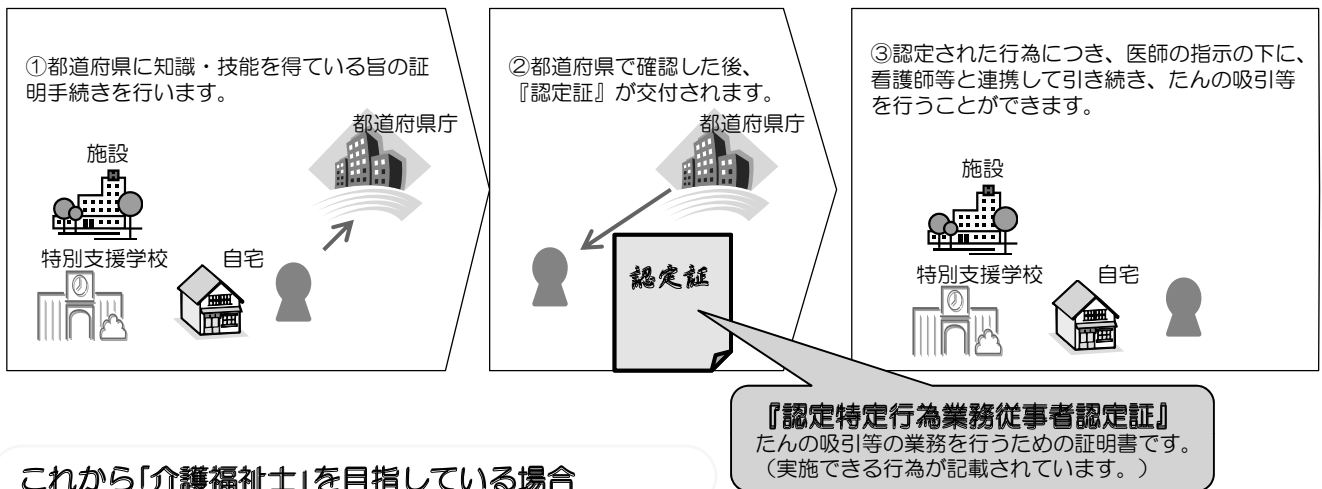 ①都道府県に知識・技能を得ている旨の証
明手続きを行います。
都道府県庁
施設
特別支援学校
自宅
②都道府県で確認した後、
『認定証』が交付されます。
都道府県庁
認定証
③認定された行為につき、医師の指示の下に、
看護師等と連携して引き続き、たんの吸引等
を行うことができます。
施設
特別支援学校
自宅
『認定特定行為業務従事者認定証』
たんの吸引等の業務を行うための証明書です。
（実施できる行為が記載されています。）
これから「介護福祉士」を目指している場合